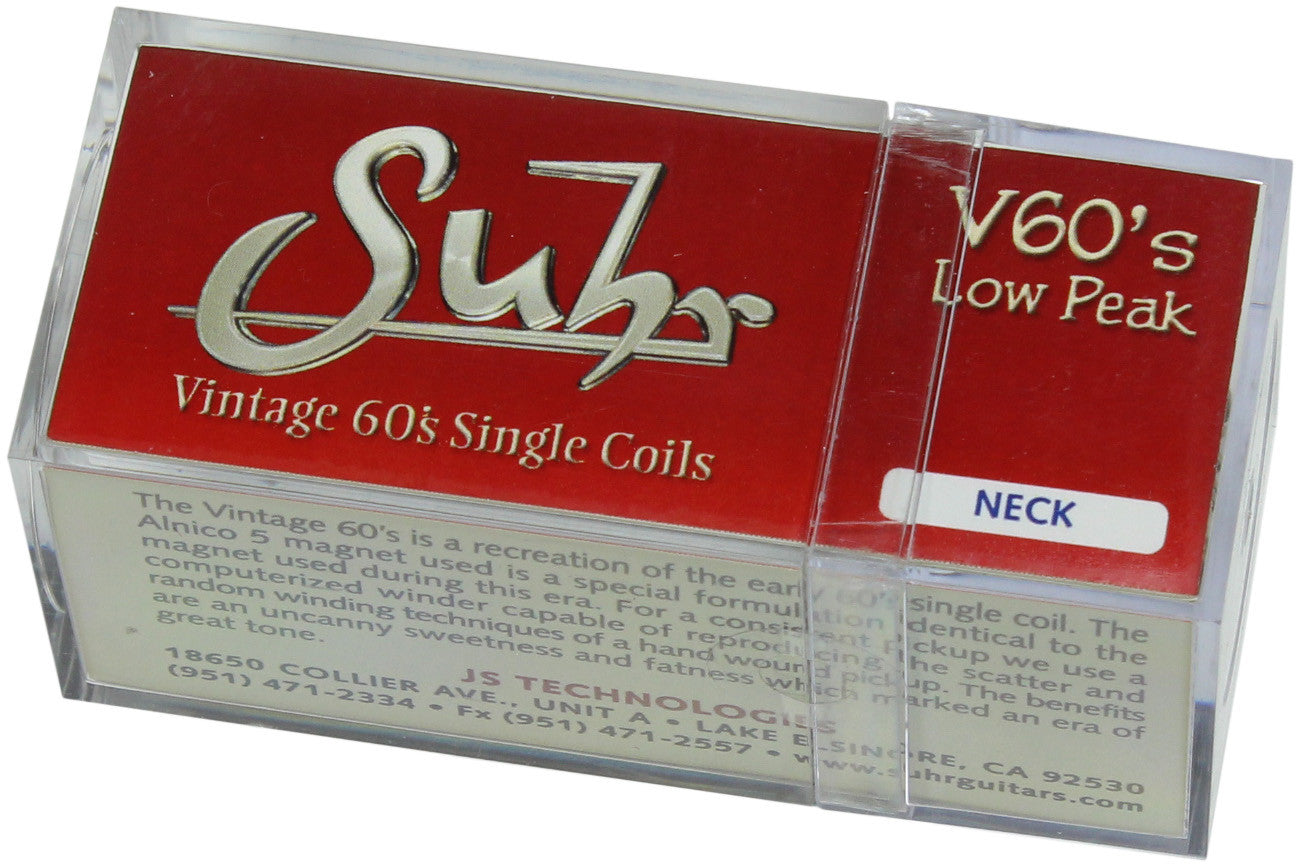 Suhr
Vintage 60's Single Coils
V60's
Low Peak
NECK
The Vintage 60's is a recreation of the early 60's single coil. The
Alnico 5 magnet used is a special formulation identical to the
magnet used during this era. For a consistent pickup we use a
computerized winder capable of reproducing the scatter and
random winding techniques of a hand wound pickup. The benefits
are an uncanny sweetness and fatness which marked an era of
great tone.
JS TECHNOLOGIES
18650 COLLIER AVE., UNIT A • LAKE ELSINORE, CA 92530
(951) 471-2334 • Fx (951) 471-2557 • www.suhrguitars.com